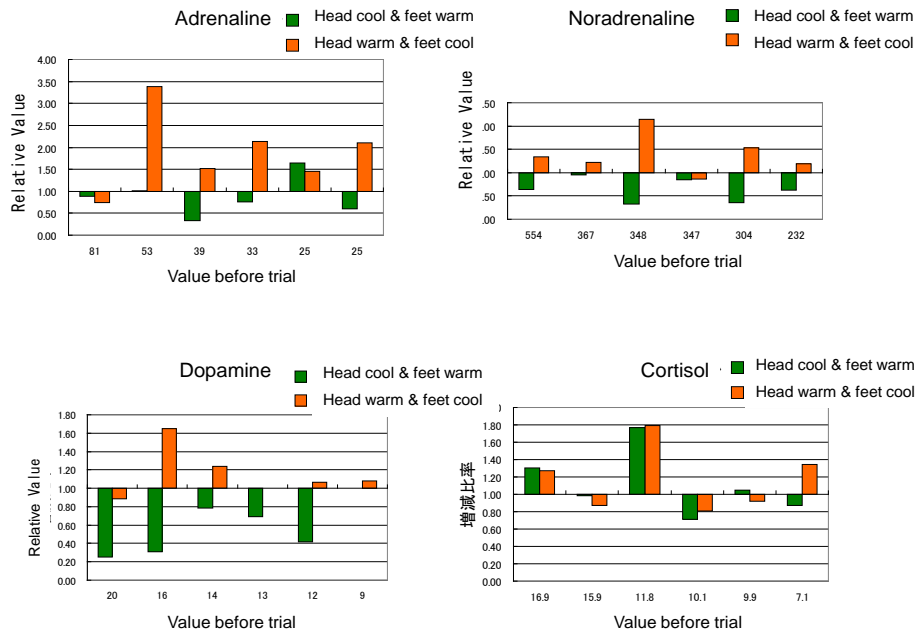 Adrenaline
Head cool & feet warm
Head warm & feet cool
Relative Value
4.00
3.50
3.00
2.50
2.00
1.50
1.00
0.50
0.00
81 53 39 33 25 25
Value before trial
Noradrenaline
Head cool & feet warm
Head warm & feet cool
Relative Value
.50
.00
.50
.00
.50
.00
554 367 348 347 304 232
Value before trial
Dopamine
Head cool & feet warm
Head warm & feet cool
Relative Value
1.80
1.60
1.40
1.20
1.00
0.80
0.60
0.40
0.20
0.00
20 16 14 13 12 9
Value before trial
Cortisol
Head cool & feet warm
Head warm & feet cool
増減比率
1.80
1.60
1.40
1.20
1.00
0.80
0.60
0.40
0.20
0.00
16.9 15.9 11.8 10.1 9.9 7.1
Value before trial